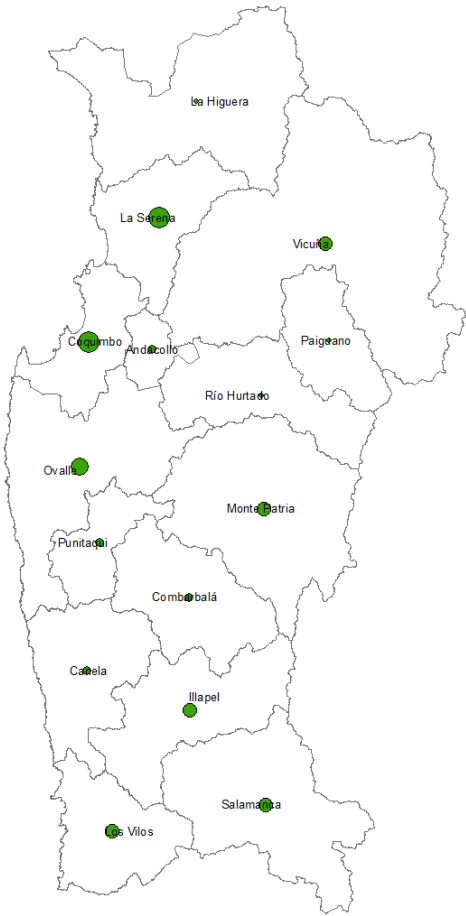 La Higuera
La Serena
Vicuña
Coquimbo
Andacollo
Paiguano
Río Hurtado
Ovalle
Monte Patria
Punitaqui
Combarbalá
Canela
Illapel
Salamanca
Los Vilos